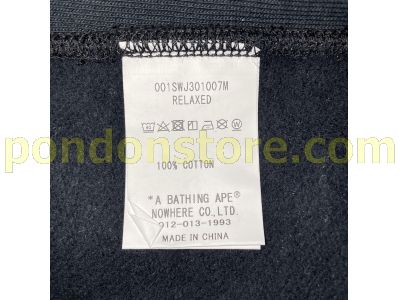 001SWJ301007M
RELAXED
pondonstore.com
100% COTTON
*A BATHING APE®
NOWHERE CO.,LTD.
012-013-1993
MADE IN CHINA